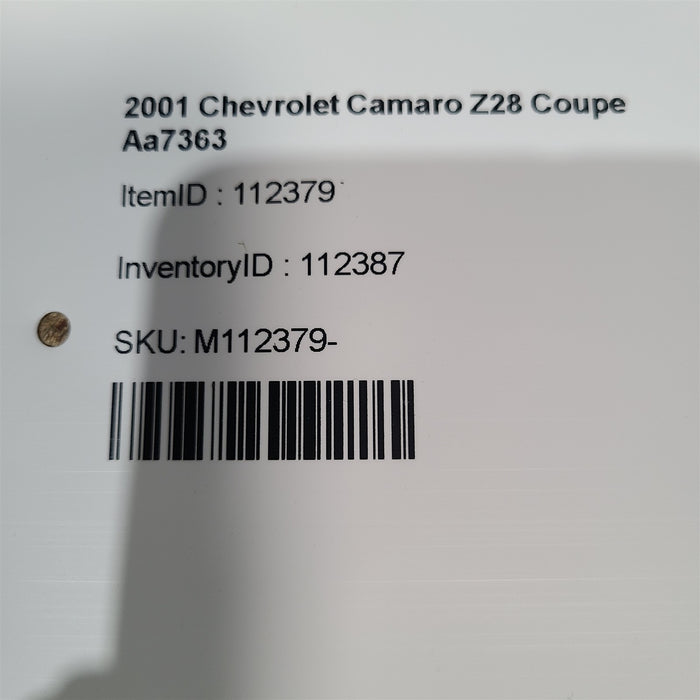 2001 Chevrolet Camaro Z28 Coupe
Aa7363
ItemID : 112379
InventoryID : 112387
SKU: M112379-